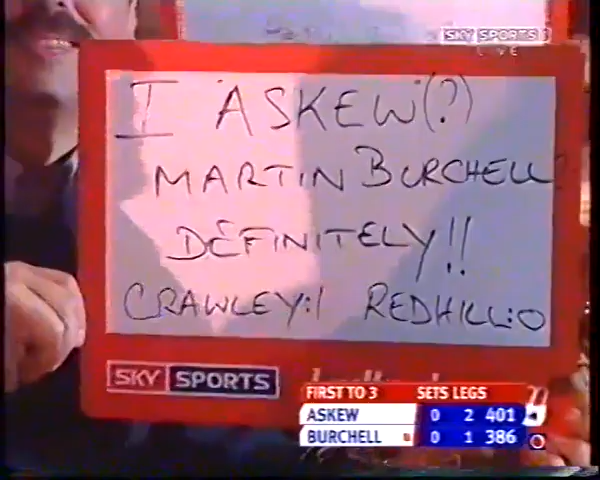 SKY SPORTS 1
LIVE
I ASKEW(?)
MARTIN BURCHELL?
DEFINITELY!!
CRAWLEY:1 REDHILL:0
SKY SPORTS
FIRST TO 3 SETS LEGS
ASKEW 0 2 401
BURCHELL 0 1 386